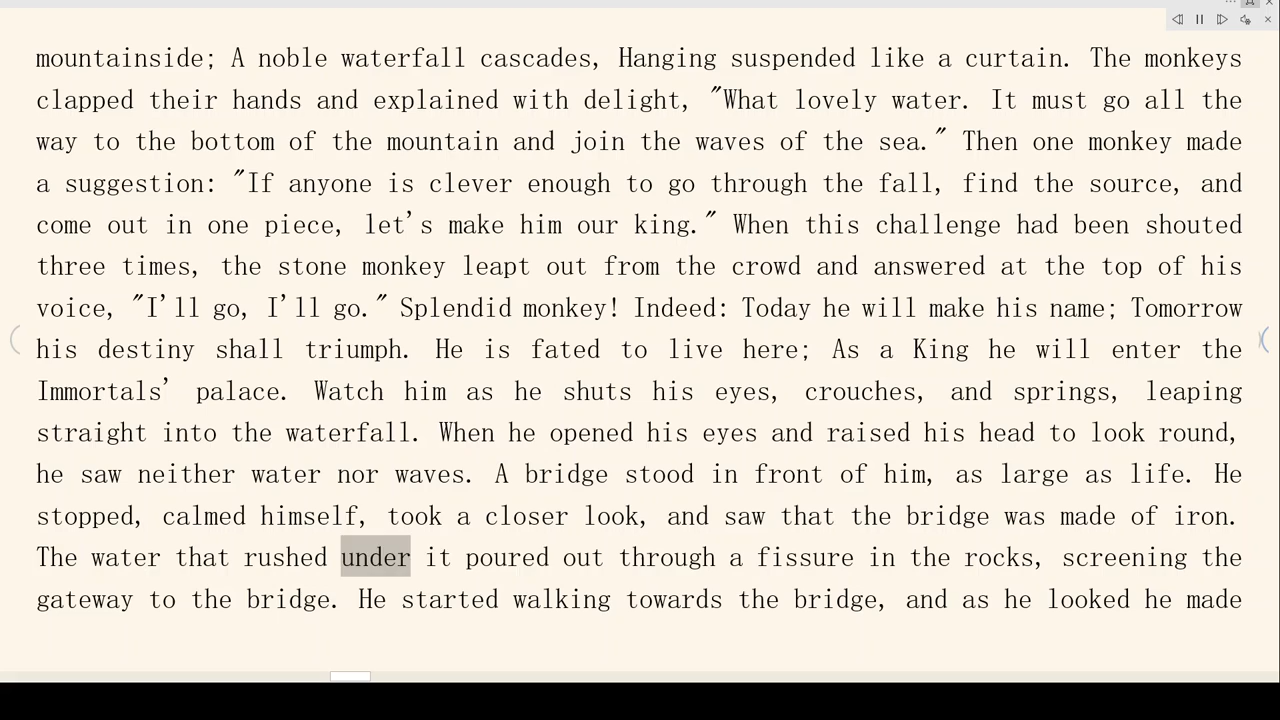 mountainside; A noble waterfall cascades, Hanging suspended like a curtain. The monkeys
clapped their hands and explained with delight, "What lovely water. It must go all the
way to the bottom of the mountain and join the waves of the sea." Then one monkey made
a suggestion: "If anyone is clever enough to go through the fall, find the source, and
come out in one piece, let's make him our king." When this challenge had been shouted
three times, the stone monkey leapt out from the crowd and answered at the top of his
voice, "I'll go, I'll go." Splendid monkey! Indeed: Today he will make his name; Tomorrow
his destiny shall triumph. He is fated to live here; As a King he will enter the
Immortals' palace. Watch him as he shuts his eyes, crouches, and springs, leaping
straight into the waterfall. When he opened his eyes and raised his head to look round,
he saw neither water nor waves. A bridge stood in front of him, as large as life. He
stopped, calmed himself, took a closer look, and saw that the bridge was made of iron.
The water that rushed under it poured out through a fissure in the rocks, screening the
gateway to the bridge. He started walking towards the bridge, and as he looked he made